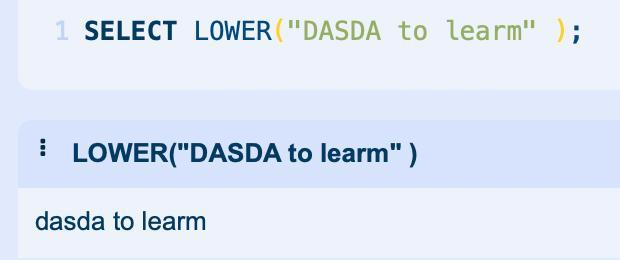 1 SELECT LOWER("DASDA to learm" );
LOWER("DASDA to learm" )
dasda to learm